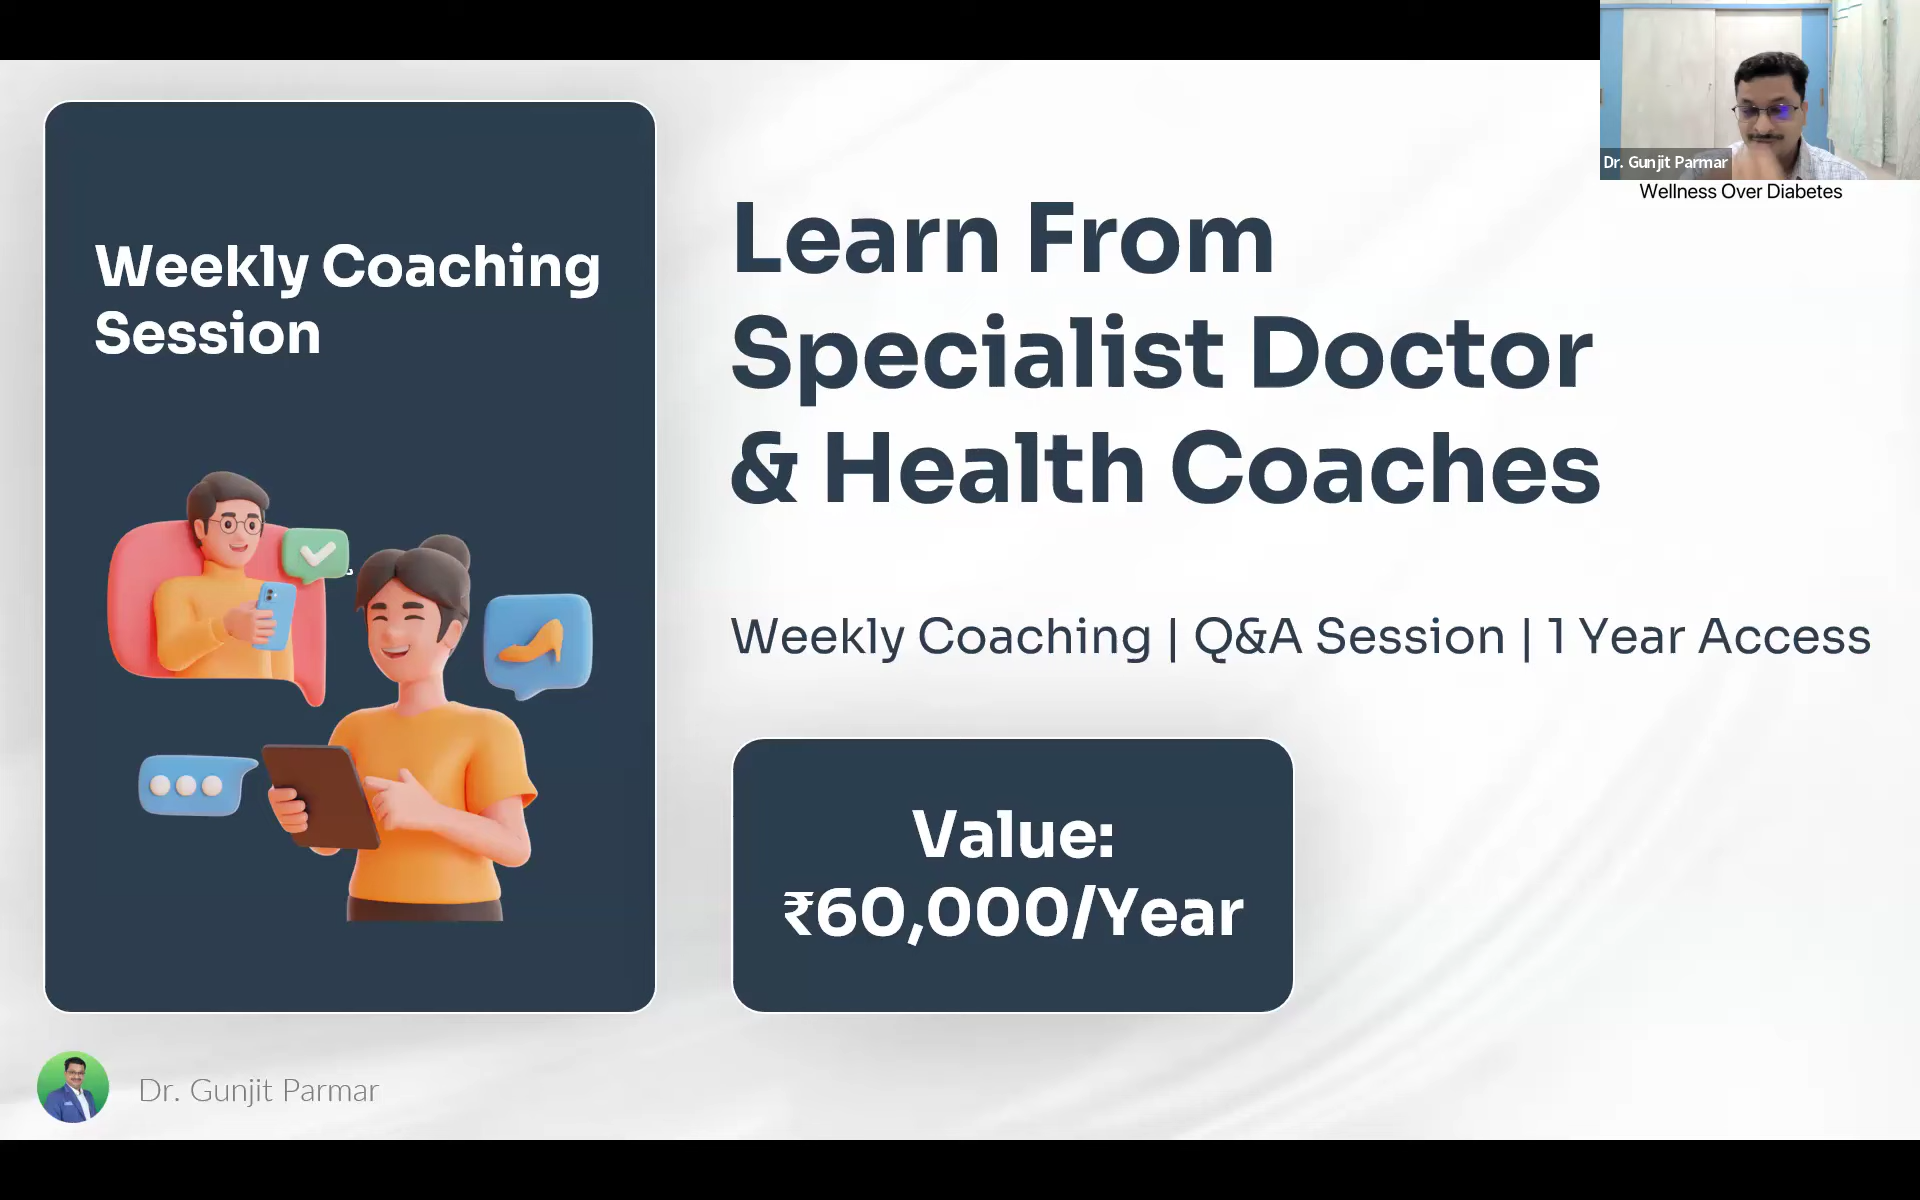 Dr. Gunjit Parmar
Wellness Over Diabetes
Weekly Coaching
Session
Learn From
Specialist Doctor
& Health Coaches
Weekly Coaching | Q&A Session | 1 Year Access
Value:
₹60,000/Year
Dr. Gunjit Parmar